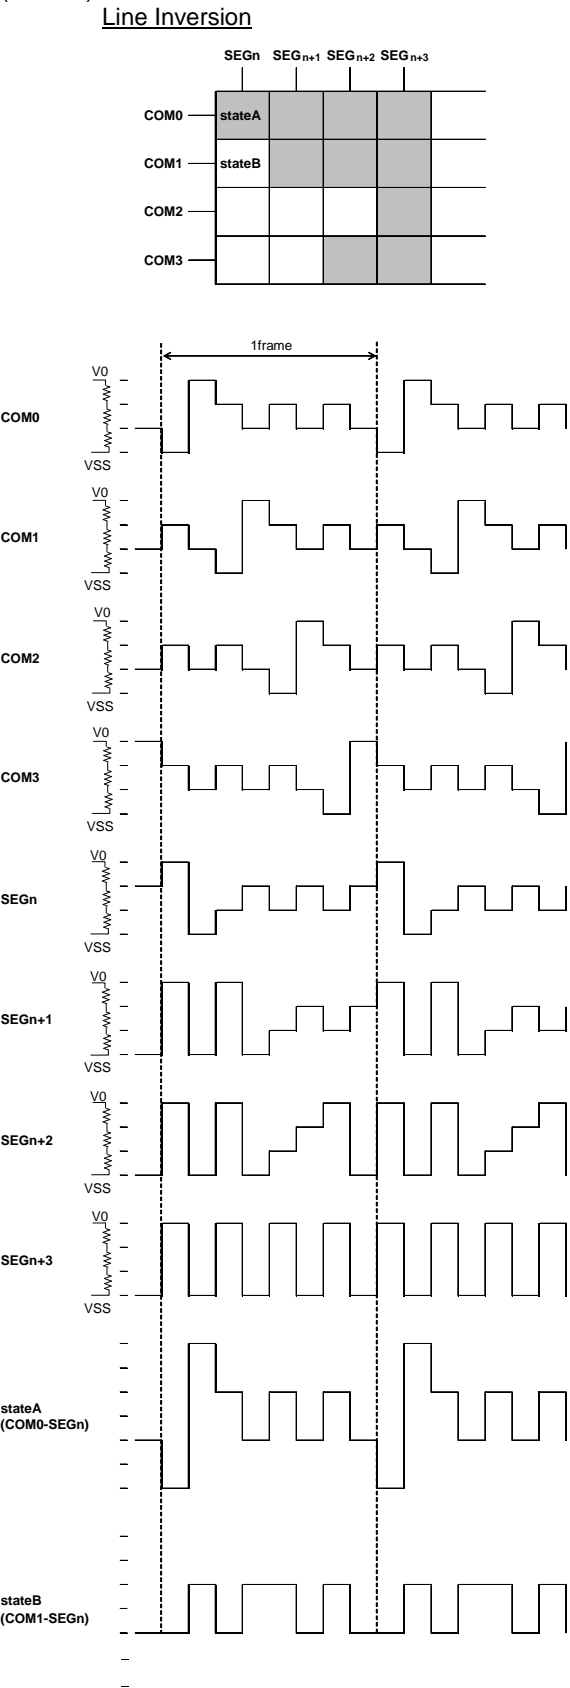 Line Inversion
SEGn SEGn+1 SEGn+2 SEGn+3
COM0 stateA
COM1 stateB
COM2
COM3
1frame
V0
COM0
VSS
V0
COM1
VSS
V0
COM2
VSS
V0
COM3
VSS
V0
SEGn
VSS
V0
SEGn+1
VSS
V0
SEGn+2
VSS
V0
SEGn+3
VSS
stateA
(COM0-SEGn)
stateB
(COM1-SEGn)